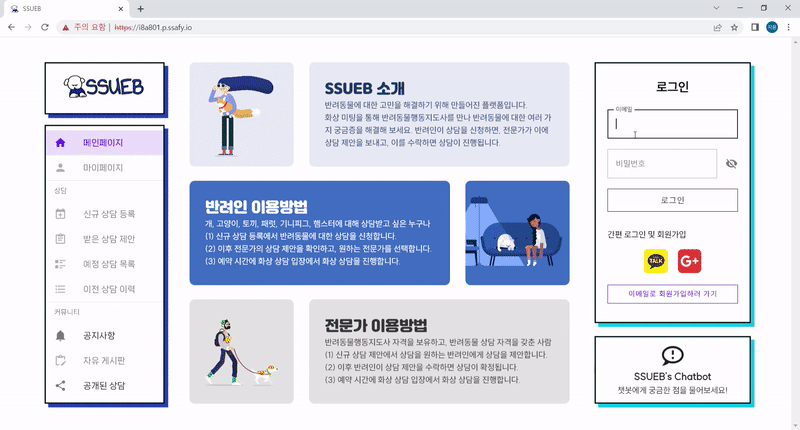 SSUEB
주의 요함
https://i8a801.p.ssafy.io
지윤
SSUEB
메인페이지
마이페이지
상담
신규 상담 등록
받은 상담 제안
예정 상담 목록
이전 상담 이력
커뮤니티
공지사항
자유 게시판
공개된 상담
SSUEB 소개
반려동물에 대한 고민을 해결하기 위해 만들어진 플랫폼입니다.
화상 미팅을 통해 반려동물행동지도사를 만나 반려동물에 대한 여러 가
지 궁금증을 해결해 보세요. 반려인이 상담을 신청하면, 전문가가 이에
상담 제안을 보내고, 이를 수락하면 상담이 진행됩니다.
반려인 이용방법
개, 고양이, 토끼, 패럿, 기니피그, 햄스터에 대해 상담받고 싶은 누구나
(1) 신규 상담 등록에서 반려동물에 대한 상담을 신청합니다.
(2) 이후 전문가의 상담 제안을 확인하고, 원하는 전문가를 선택합니다.
(3) 예약 시간에 화상 상담 입장에서 화상 상담을 진행합니다.
전문가 이용방법
반려동물행동지도사 자격을 보유하고, 반려동물 상담 자격을 갖춘 사람
(1) 신규 상담 제안에서 상담을 원하는 반려인에게 상담을 제안합니다.
(2) 이후 반려인이 상담 제안을 수락하면 상담이 확정됩니다.
(3) 예약 시간에 화상 상담 입장에서 화상 상담을 진행합니다.
로그인
이메일
비밀번호
로그인
간편 로그인 및 회원가입
TALK
G+
이메일로 회원가입하러 가기
SSUEB's Chatbot
챗봇에게 궁금한 점을 물어보세요!